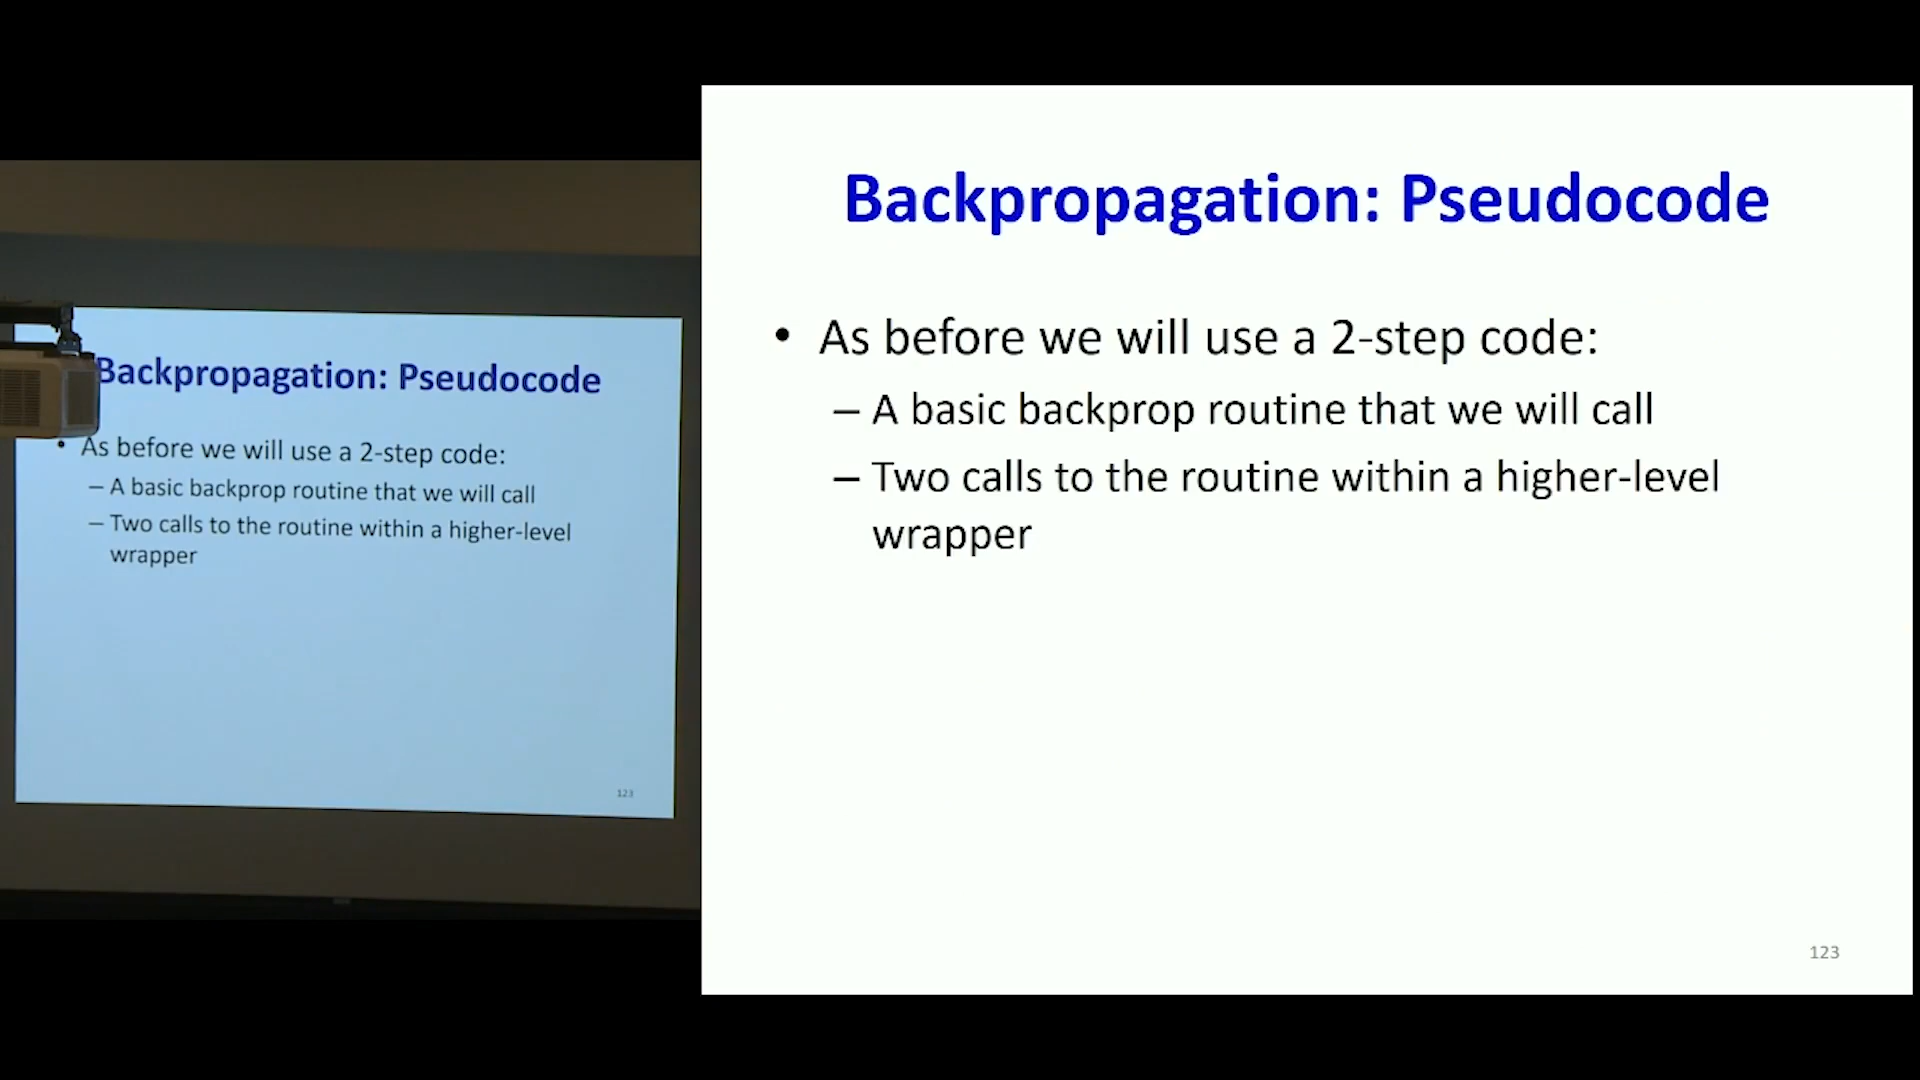 Backpropagation: Pseudocode
• As before we will use a 2-step code:
– A basic backprop routine that we will call
– Two calls to the routine within a higher-level
wrapper
123
Backpropagation: Pseudocode
• As before we will use a 2-step code:
– A basic backprop routine that we will call
– Two calls to the routine within a higher-level
wrapper
123